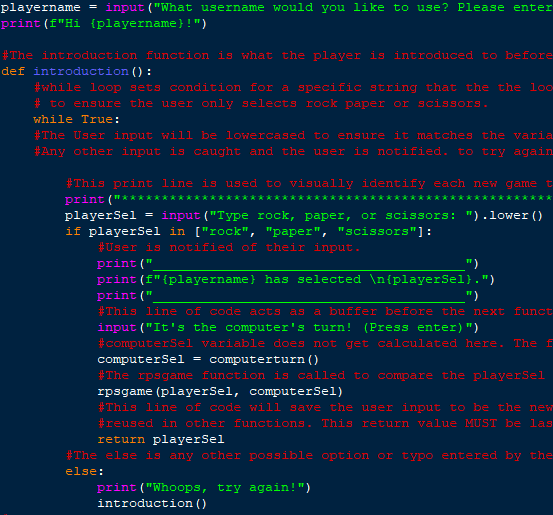 playername = input("What username would you like to use? Please enter
print(f"Hi {playername}!")
#The introduction function is what the player is introduced to before
def introduction():
#while loop sets condition for a specific string that the the loo
# to ensure the user only selects rock paper or scissors.
while True:
#The User input will be lowercased to ensure it matches the varia
#Any other input is caught and the user is notified. to try again
#This print line is used to visually identify each new game t
print("******************************************************
playerSel = input("Type rock, paper, or scissors: ").lower()
if playerSel in ["rock", "paper", "scissors"]:
#User is notified of their input.
print("_______________________________________")
print(f"{playername} has selected \n{playerSel}.")
print("_______________________________________")
#This line of code acts as a buffer before the next funct
input("It's the computer's turn! (Press enter)")
#computerSel variable does not get calculated here. The f
computerSel = computerturn()
#The rpsgame function is called to compare the playerSel
rpsgame(playerSel, computerSel)
#This line of code will save the user input to be the new
#reused in other functions. This return value MUST be las
return playerSel
#The else is any other possible option or typo entered by the
else:
print("Whoops, try again!")
introduction()